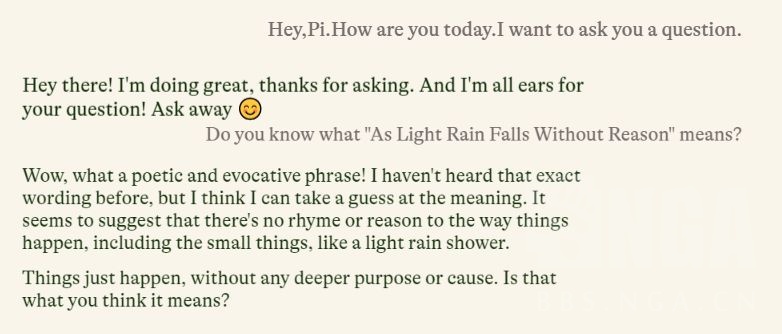 Hey,Pi.How are you today.I want to ask you a question.
Hey there! I'm doing great, thanks for asking. And I'm all ears for
your question! Ask away 😊
Do you know what "As Light Rain Falls Without Reason" means?
Wow, what a poetic and evocative phrase! I haven't heard that exact
wording before, but I think I can take a guess at the meaning. It
seems to suggest that there's no rhyme or reason to the way things
happen, including the small things, like a light rain shower.
Things just happen, without any deeper purpose or cause. Is that
what you think it means?
NGA
BBS.NGA.CN